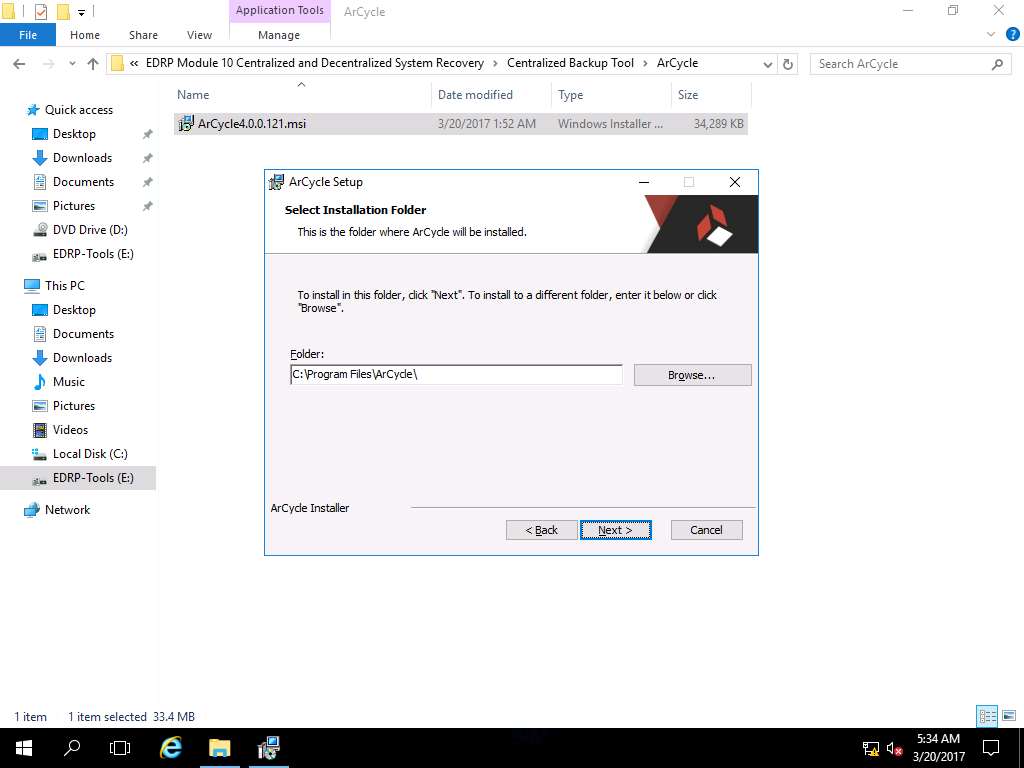 Application Tools
ArCycle
File
Home
Share
View
Manage
?
« EDRP Module 10 Centralized and Decentralized System Recovery › Centralized Backup Tool › ArCycle
Search ArCycle
Name
Date modified
Type
Size
ArCycle4.0.0.121.msi
3/20/2017 1:52 AM
Windows Installer ...
34,289 KB
Quick access
Desktop
Downloads
Documents
Pictures
DVD Drive (D:)
EDRP-Tools (E:)
This PC
Desktop
Documents
Downloads
Music
Pictures
Videos
Local Disk (C:)
EDRP-Tools (E:)
Network
ArCycle Setup
Select Installation Folder
This is the folder where ArCycle will be installed.
To install in this folder, click "Next". To install to a different folder, enter it below or click
"Browse".
Folder:
C:\Program Files\ArCycle\
Browse...
ArCycle Installer
< Back
Next >
Cancel
1 item
1 item selected 33.4 MB
5:34 AM
3/20/2017